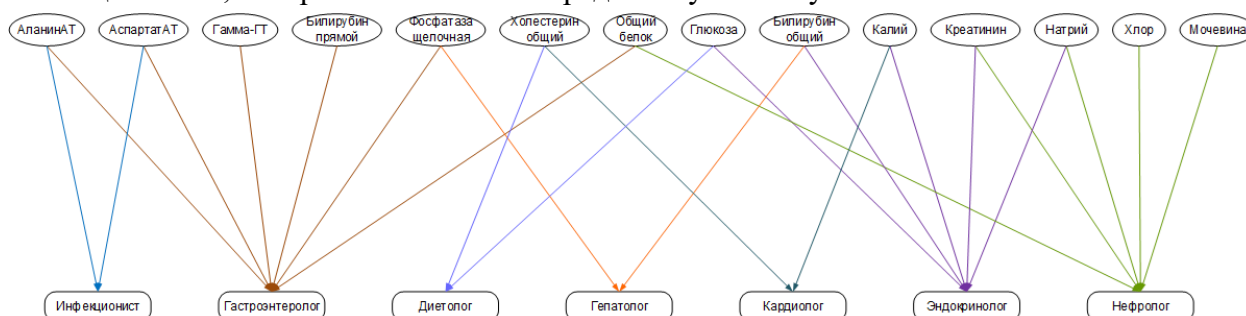 АланинАТ
АспартатАТ
Гамма-ГТ
Билирубин
прямой
Фосфатаза
щелочная
Холестерин
общий
Общий
белок
Глюкоза
Билирубин
общий
Калий
Креатинин
Натрий
Хлор
Мочевина
Инфекционист
Гастроэнтеролог
Диетолог
Гепатолог
Кардиолог
Эндокринолог
Нефролог